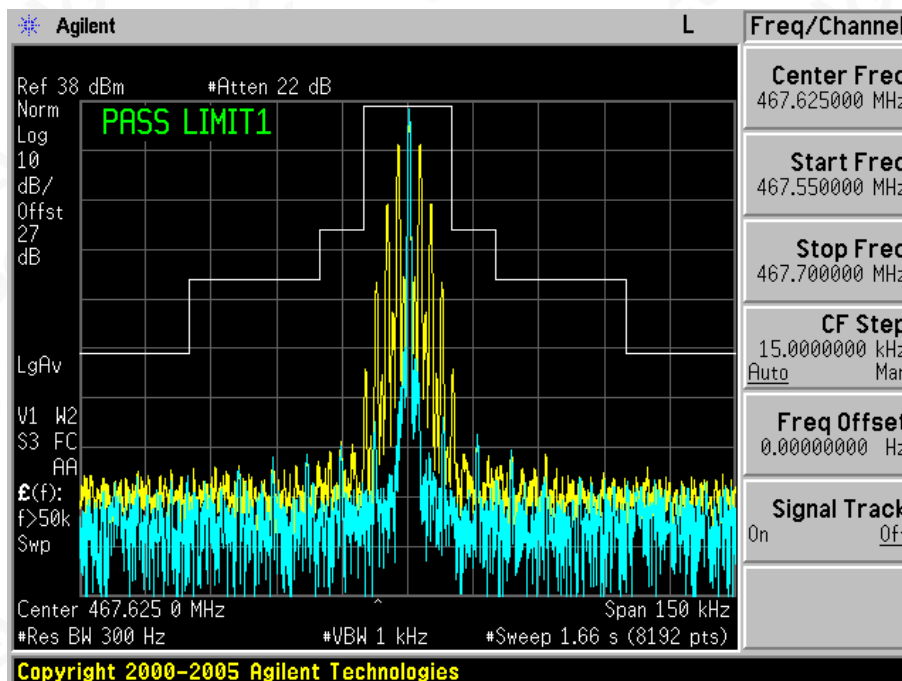 Agilent L Freq/Channel
Ref 38 dBm #Atten 22 dB
Norm
Log
10
dB/
Offst
27
dB
LgAv
V1 W2
S3 FC
AA
£(f):
f>50k
Swp
PASS LIMIT1
Center 467.625 0 MHz Span 150 kHz
#Res BW 300 Hz #VBW 1 kHz #Sweep 1.66 s (8192 pts)
Copyright 2000-2005 Agilent Technologies
Center Freq
467.625000 MHz
Start Freq
467.550000 MHz
Stop Freq
467.700000 MHz
CF Step
15.0000000 kHz
Auto Man
Freq Offset
0.00000000 Hz
Signal Track
On Off